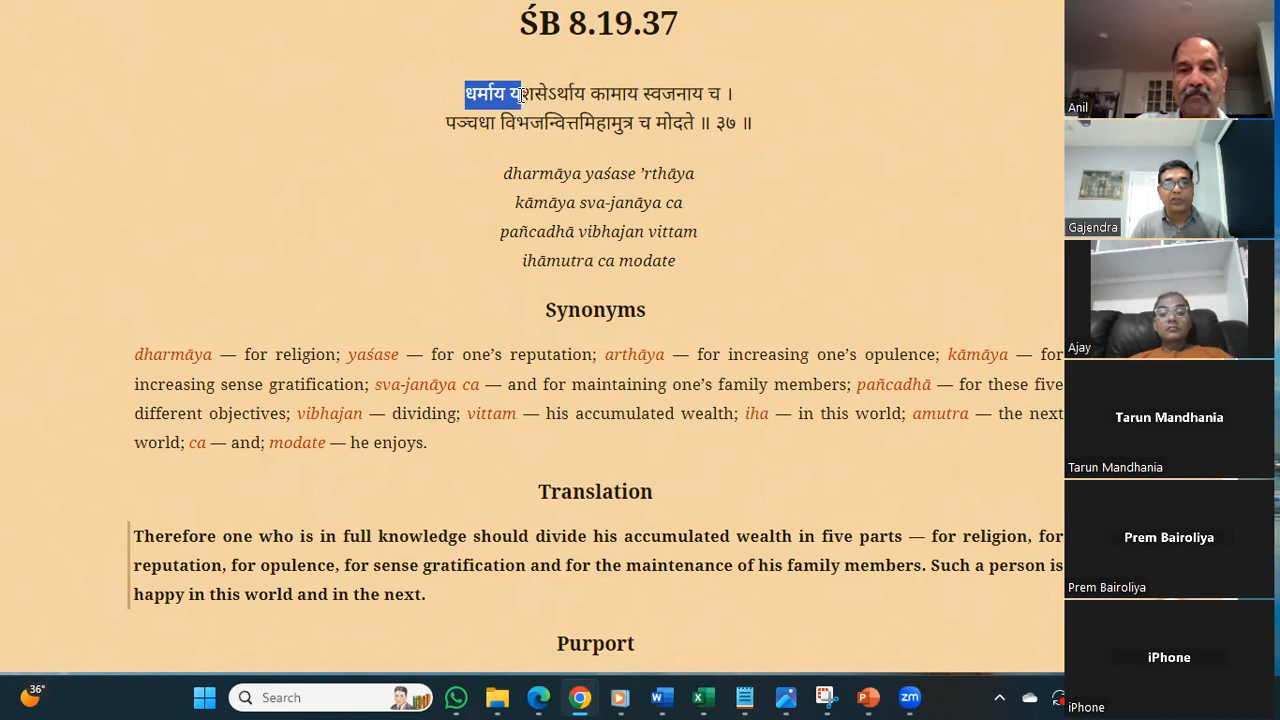 ŚB 8.19.37
धर्माय यशसेऽर्थाय कामाय स्वजनाय च ।
पञ्चधा विभजन्वित्तमिहामुत्र च मोदते ॥ ३७ ॥
dharmāya yaśase ’rthāya
kāmāya sva-janāya ca
pañcadhā vibhajan vittam
ihāmutra ca modate
Synonyms
dharmāya — for religion; yaśase — for one’s reputation; arthāya — for increasing one’s opulence; kāmāya — for
increasing sense gratification; sva-janāya ca — and for maintaining one’s family members; pañcadhā — for these five
different objectives; vibhajan — dividing; vittam — his accumulated wealth; iha — in this world; amutra — the next
world; ca — and; modate — he enjoys.
Translation
Therefore one who is in full knowledge should divide his accumulated wealth in five parts — for religion, for
reputation, for opulence, for sense gratification and for the maintenance of his family members. Such a person is
happy in this world and in the next.
Purport
Anil
Gajendra
Ajay
Tarun Mandhania
Tarun Mandhania
Prem Bairoliya
Prem Bairoliya
iPhone
iPhone
36°
Search
zm